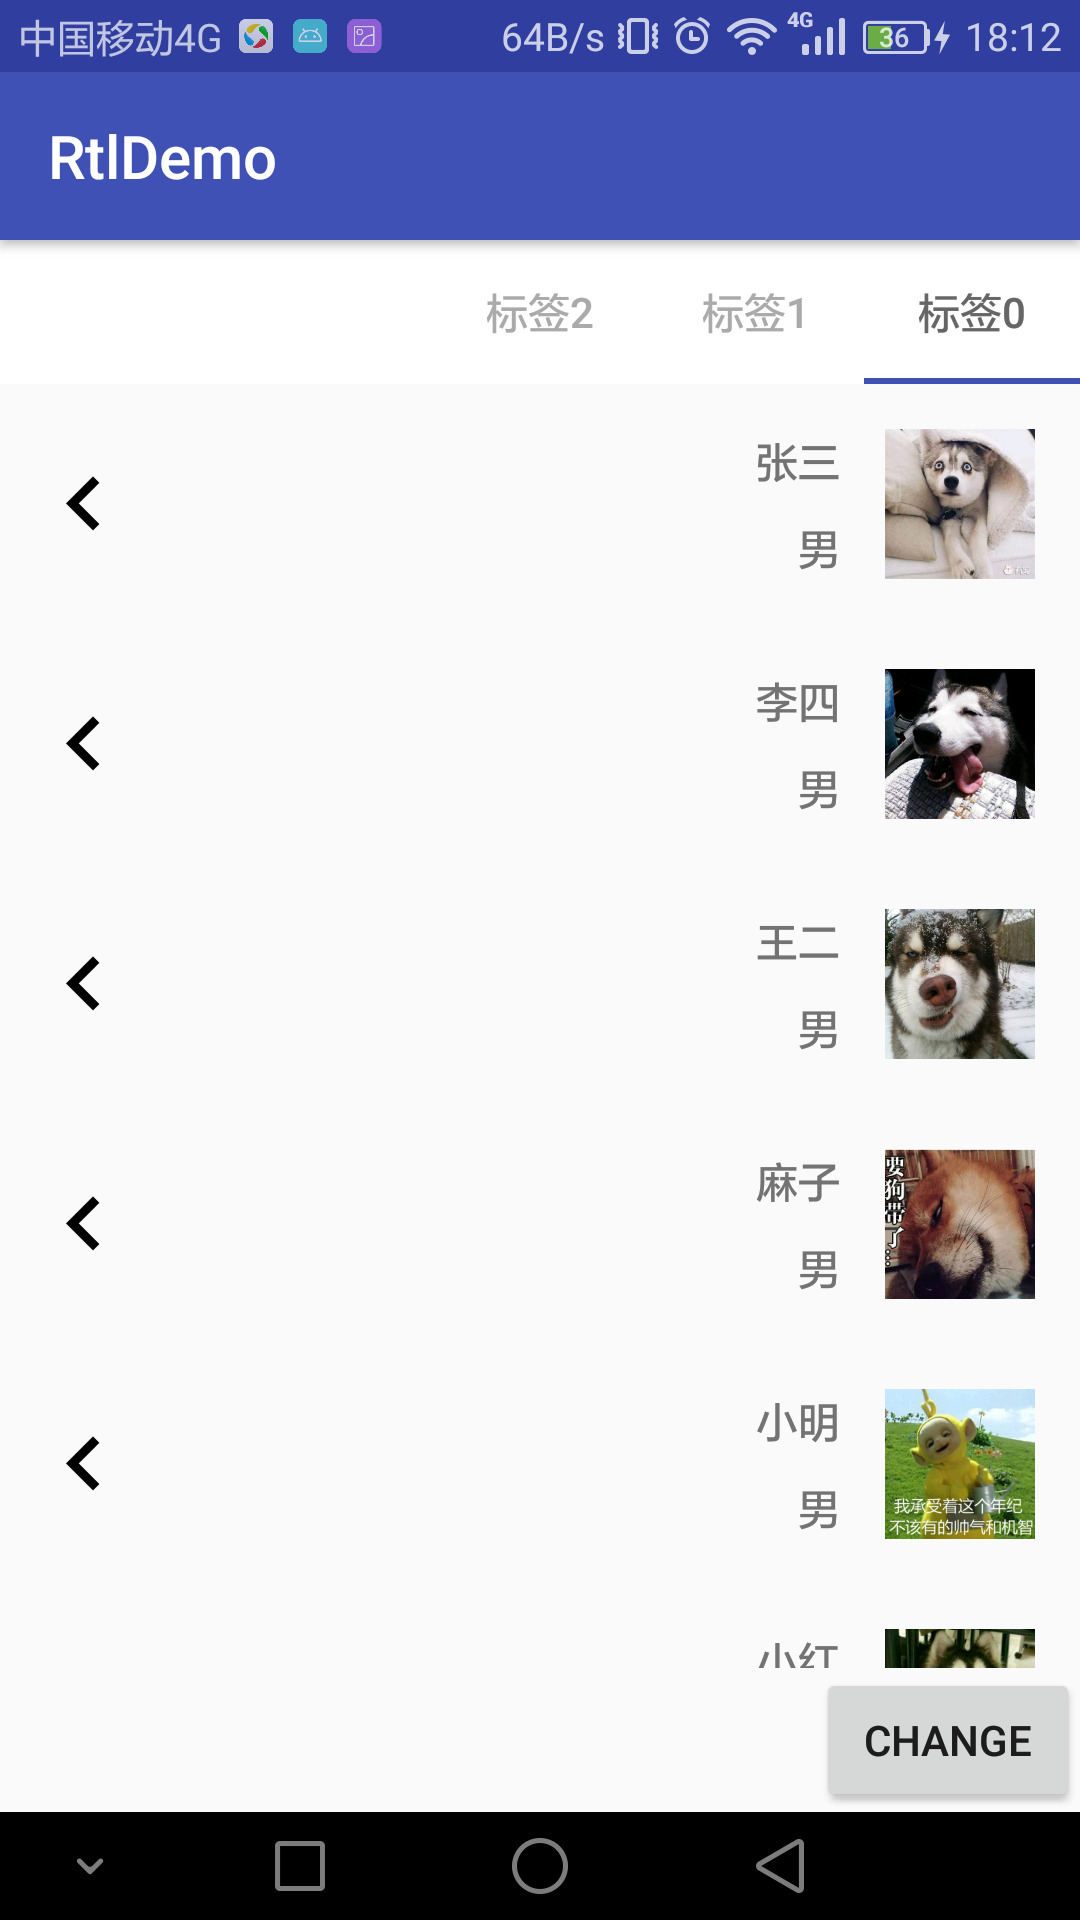 中国移动4G 64B/s 4G 36 18:12
RtlDemo
标签2 标签1 标签0
张三
男
李四
男
王二
男
麻子
男
要狗带了...
小明
男
我承受着这个年纪
不该有的帅气和机智
小红
CHANGE